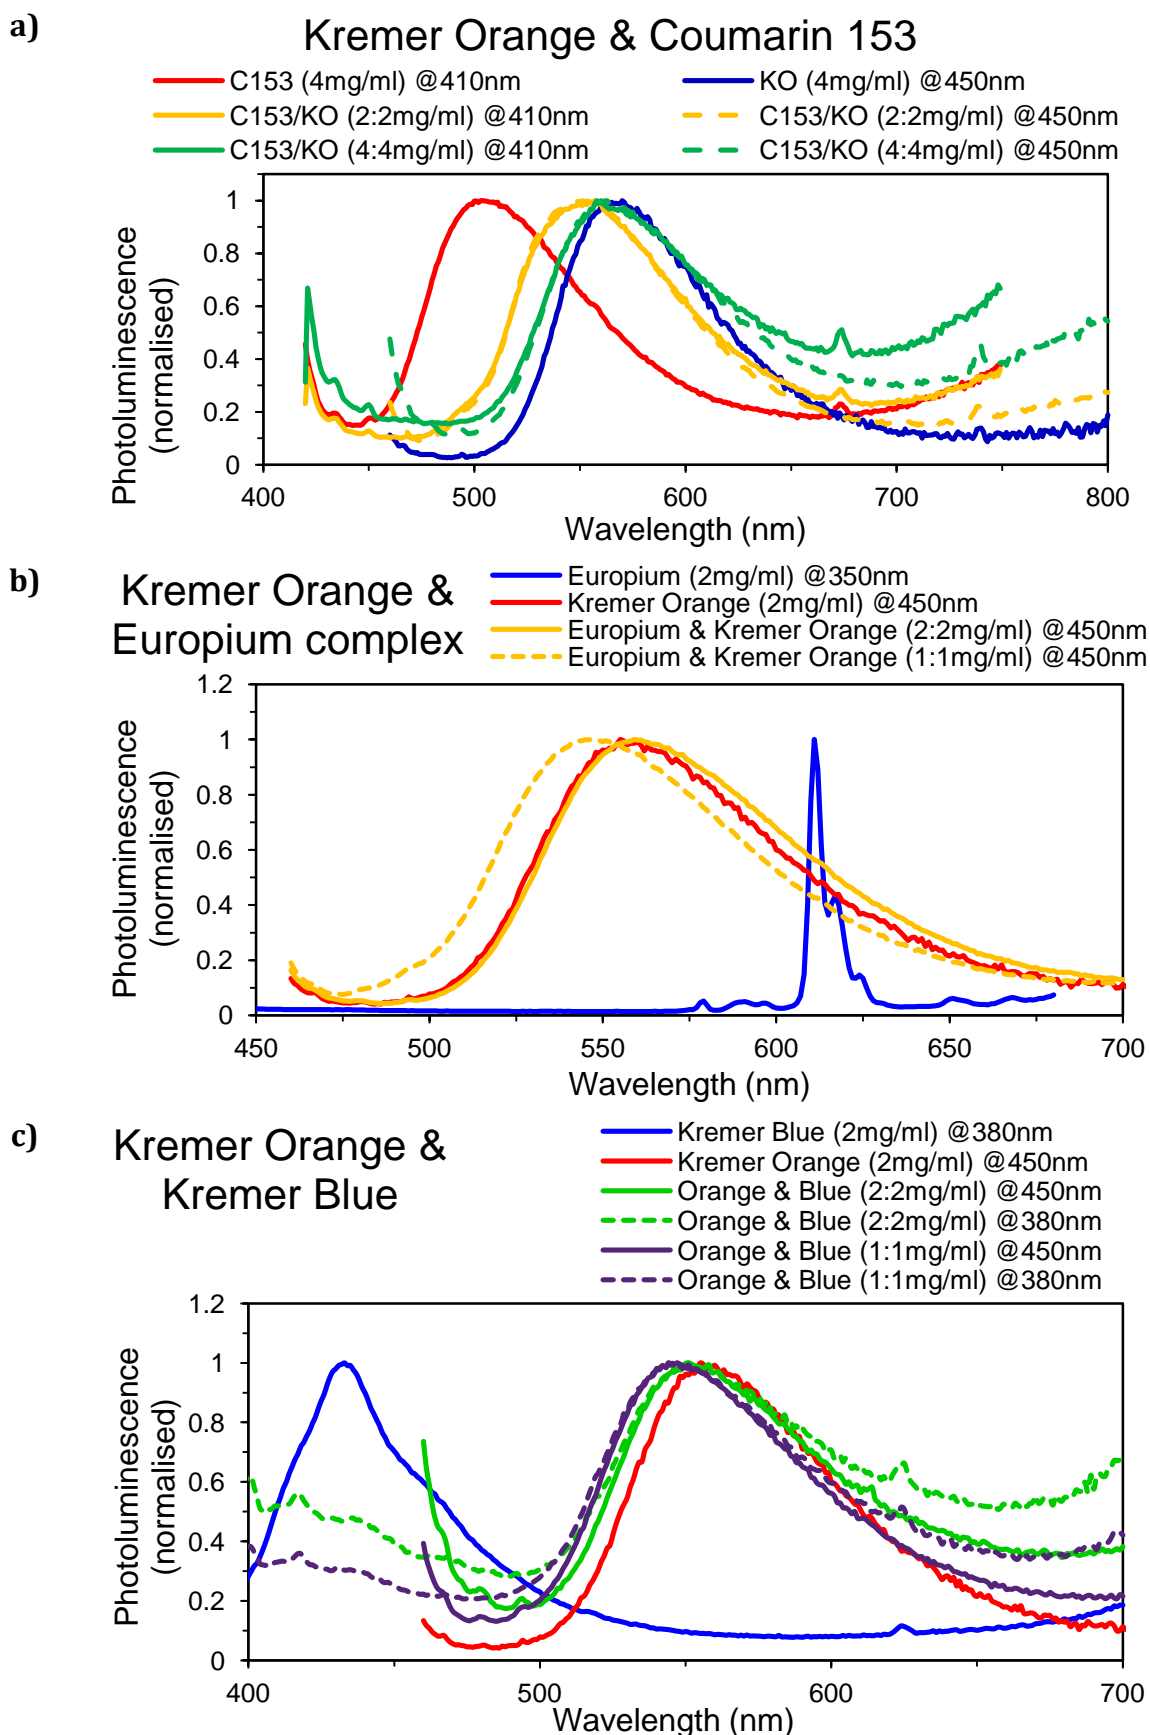 a)
Kremer Orange & Coumarin 153
C153 (4mg/ml) @410nm
KO (4mg/ml) @450nm
C153/KO (2:2mg/ml) @410nm
C153/KO (2:2mg/ml) @450nm
C153/KO (4:4mg/ml) @410nm
C153/KO (4:4mg/ml) @450nm
Photoluminescence
(normalised)
1
0.8
0.6
0.4
0.2
0
400
500
600
700
800
Wavelength (nm)
b)
Kremer Orange &
Europium complex
Europium (2mg/ml) @350nm
Kremer Orange (2mg/ml) @450nm
Europium & Kremer Orange (2:2mg/ml) @450nm
Europium & Kremer Orange (1:1mg/ml) @450nm
Photoluminescence
(normalised)
1.2
1
0.8
0.6
0.4
0.2
0
450
500
550
600
650
700
Wavelength (nm)
c)
Kremer Orange &
Kremer Blue
Kremer Blue (2mg/ml) @380nm
Kremer Orange (2mg/ml) @450nm
Orange & Blue (2:2mg/ml) @450nm
Orange & Blue (2:2mg/ml) @380nm
Orange & Blue (1:1mg/ml) @450nm
Orange & Blue (1:1mg/ml) @380nm
Photoluminescence
(normalised)
1.2
1
0.8
0.6
0.4
0.2
0
400
500
600
700
Wavelength (nm)